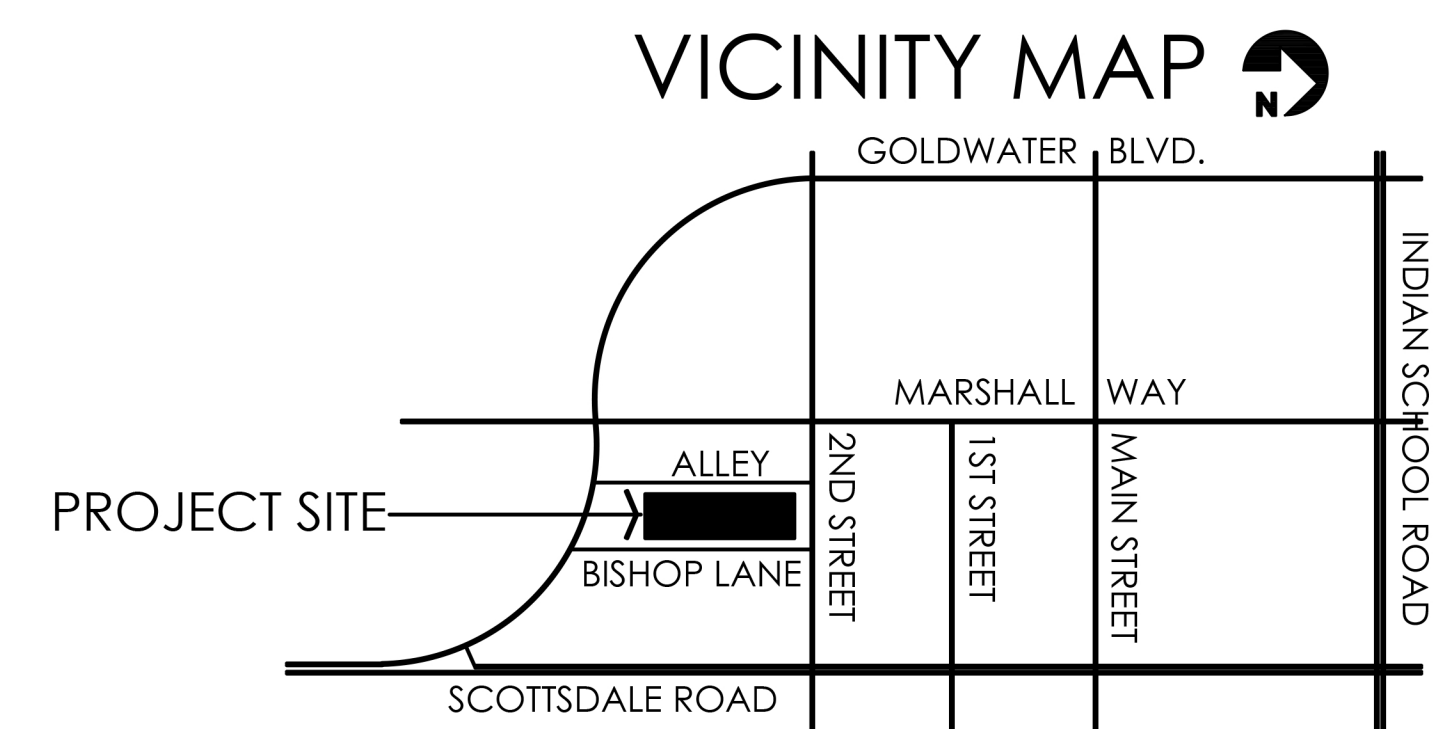 VICINITY MAP
N
GOLDWATER BLVD.
INDIAN SCHOOL ROAD
MARSHALL WAY
ALLEY
2ND STREET
1ST STREET
MAIN STREET
PROJECT SITE
BISHOP LANE
SCOTTSDALE ROAD